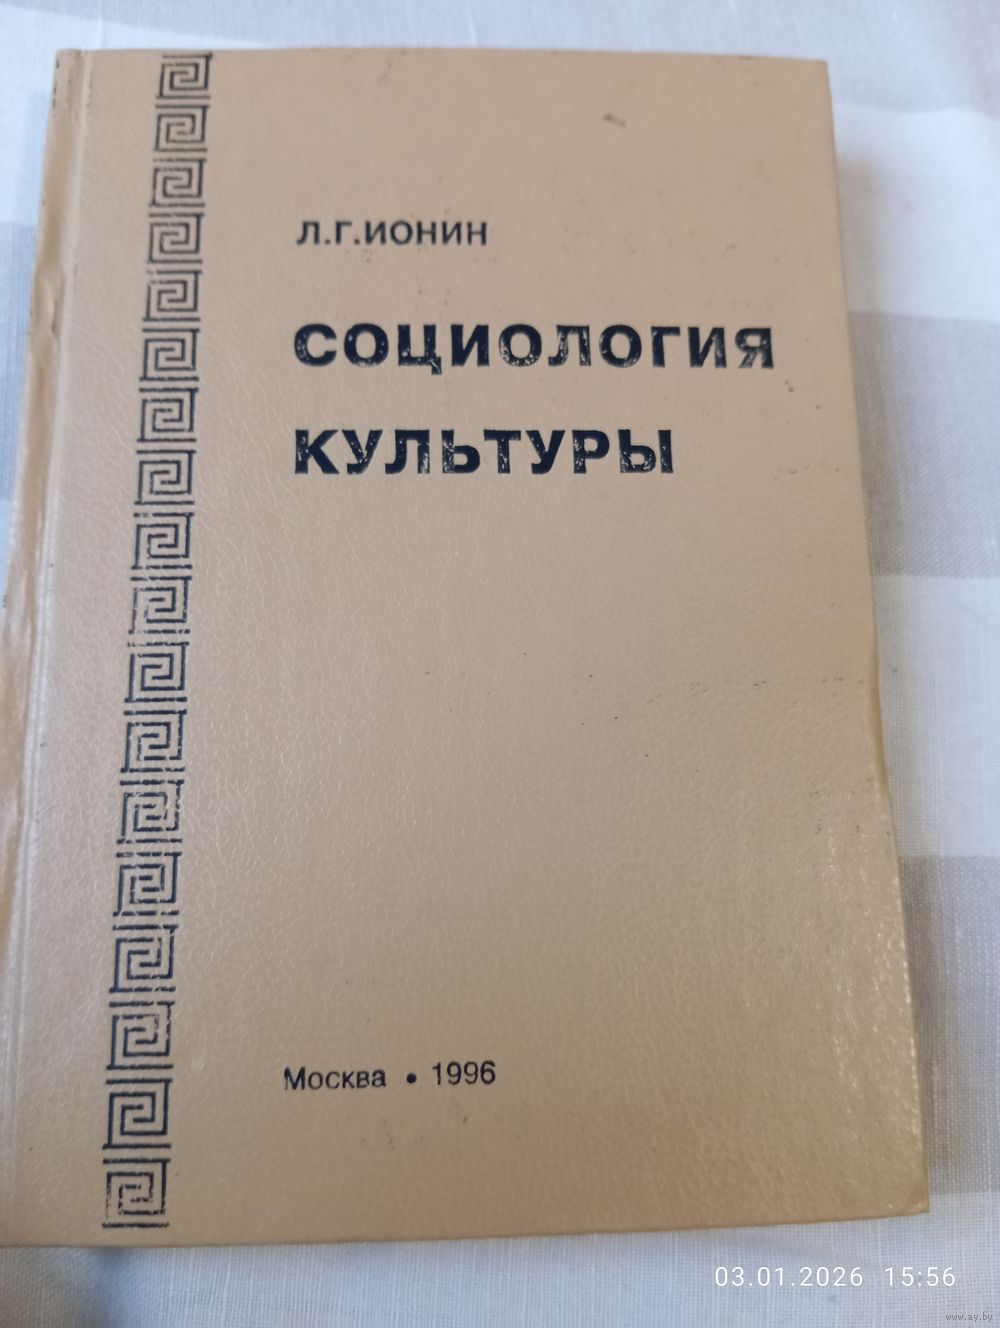 Л.Г.ИОНИН
СОЦИОЛОГИЯ
КУЛЬТУРЫ
Москва • 1996
03.01.2026 15:56
www.ay.by